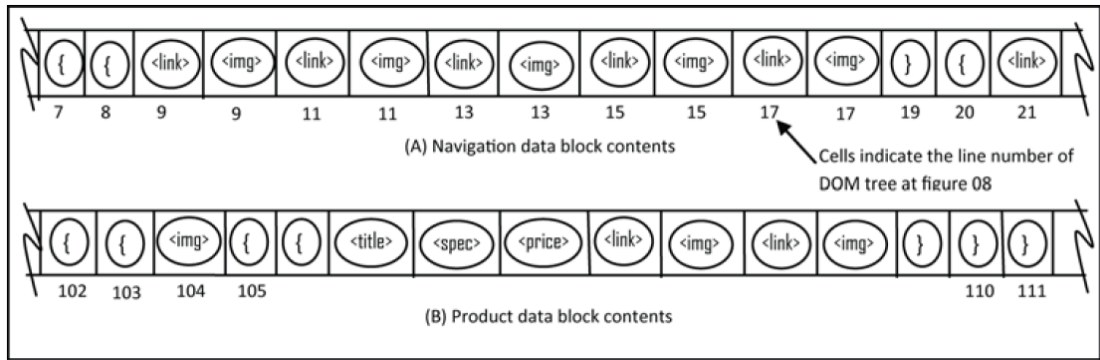 { { <link> <img> <link> <img> <link> <img> <link> <img> <link> <img> } { <link>
7 8 9 9 11 11 13 13 15 15 17 17 19 20 21
(A) Navigation data block contents
Cells indicate the line number of
DOM tree at figure 08
{ { <img> { { <title> <spec> <price> <link> <img> <link> <img> } } }
102 103 104 105 110 111
(B) Product data block contents